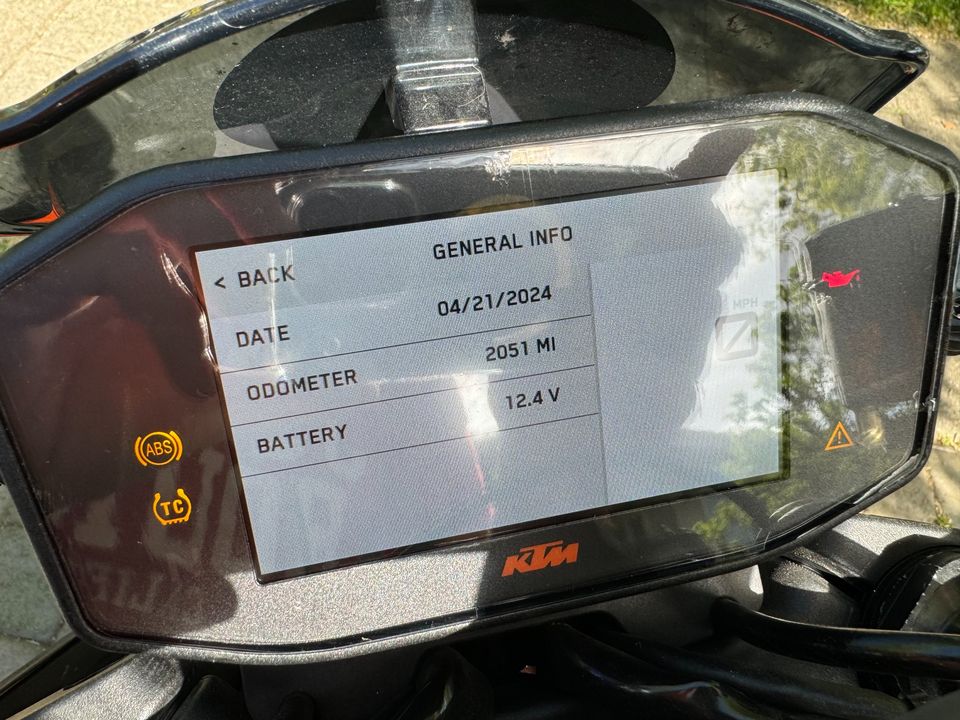 GENERAL INFO
< BACK
DATE 04/21/2024
ODOMETER 2051 MI
BATTERY 12.4 V
MPH
ABS
TC
KTM